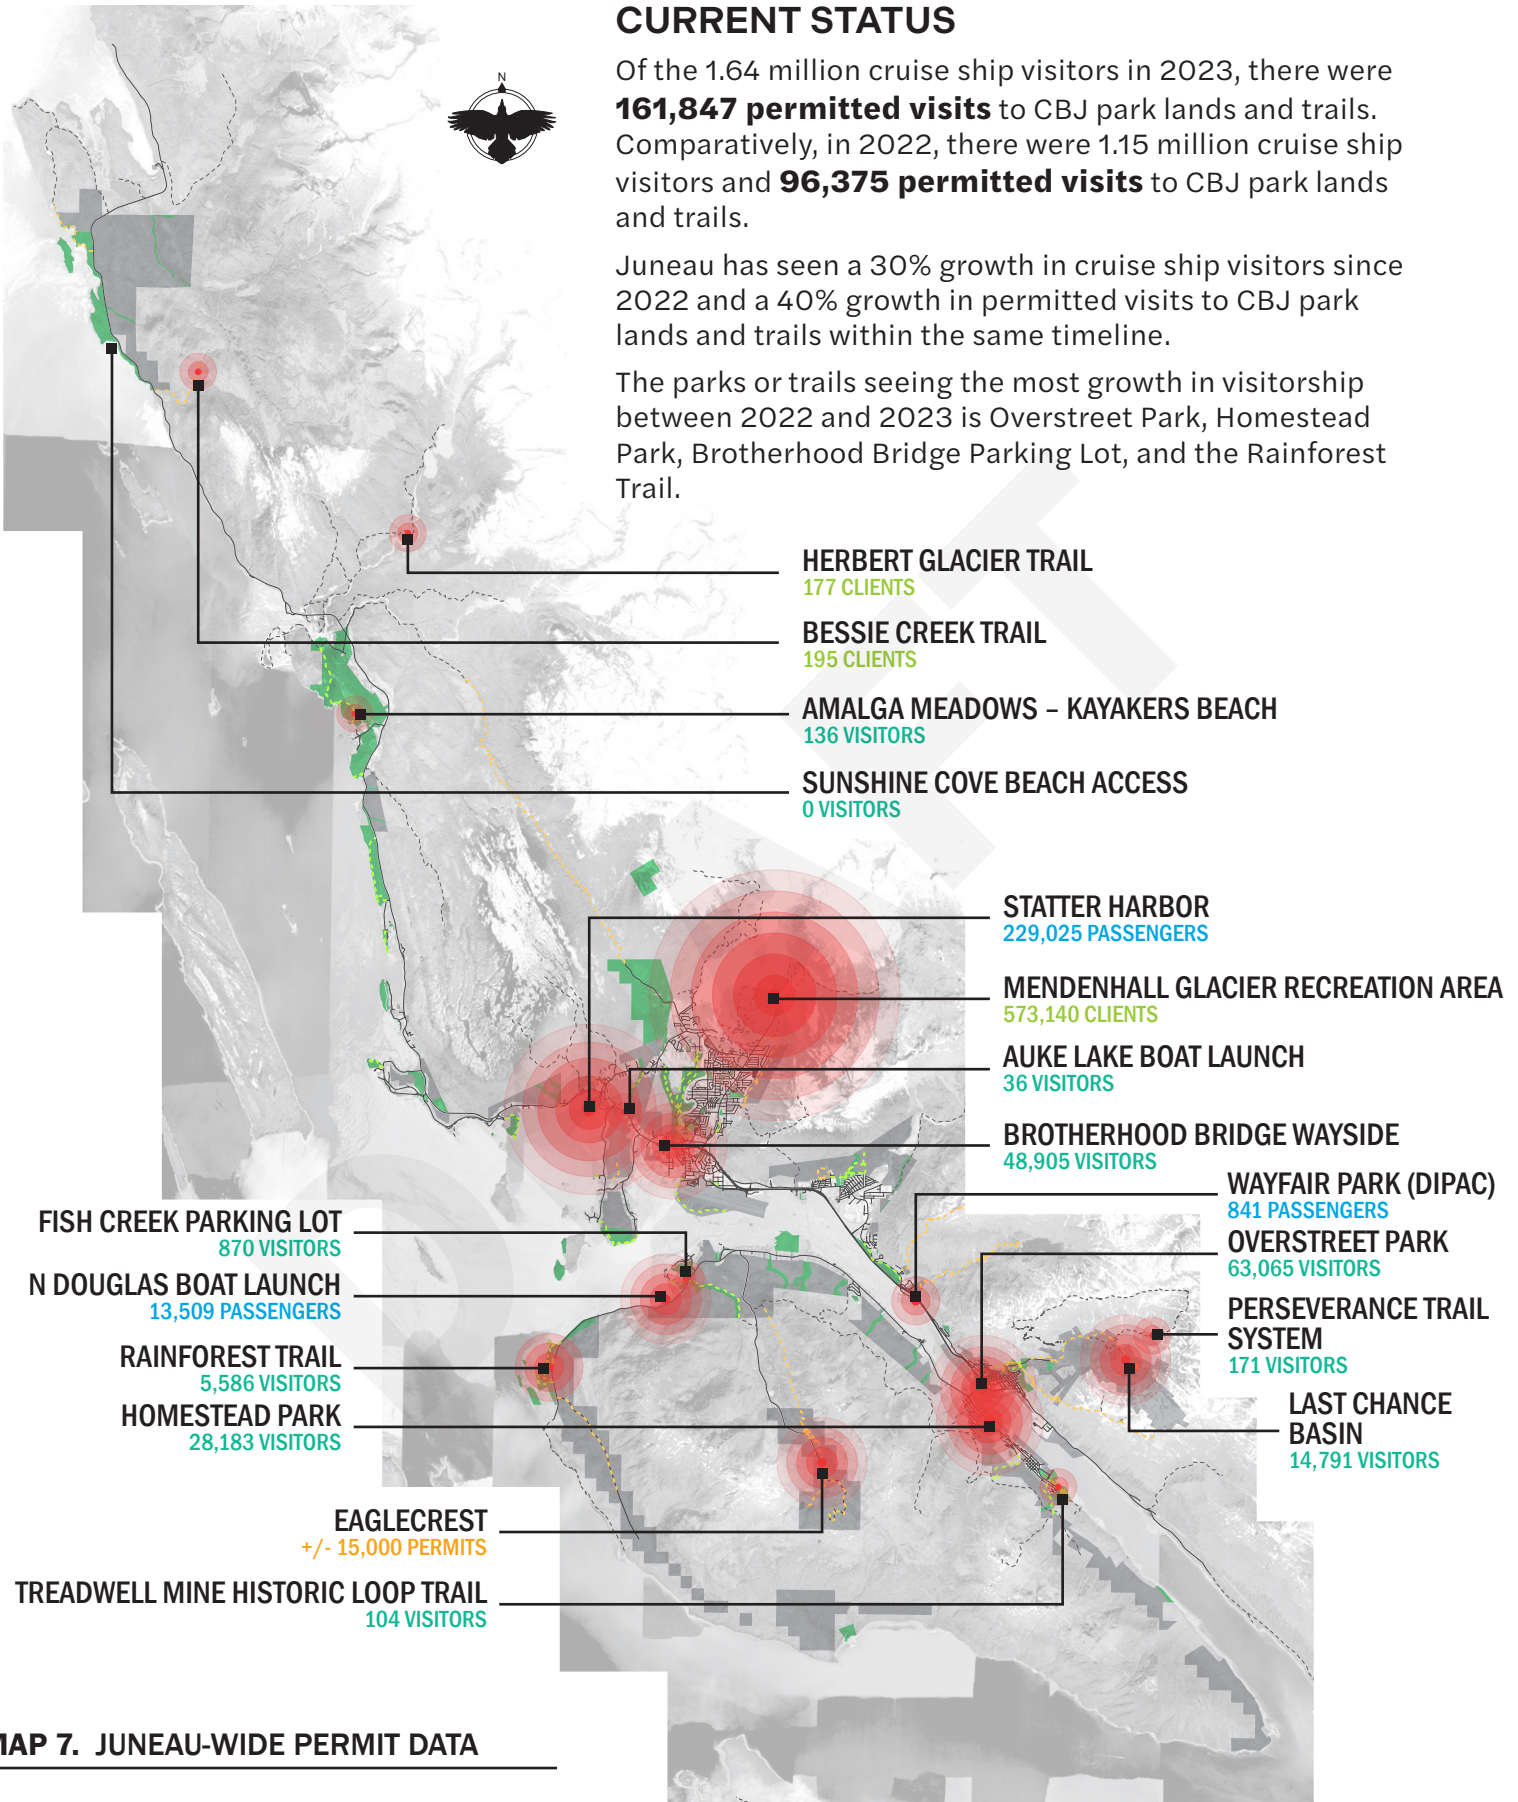 CURRENT STATUS
Of the 1.64 million cruise ship visitors in 2023, there were
161,847 permitted visits to CBJ park lands and trails.
Comparatively, in 2022, there were 1.15 million cruise ship
visitors and 96,375 permitted visits to CBJ park lands
and trails.
Juneau has seen a 30% growth in cruise ship visitors since
2022 and a 40% growth in permitted visits to CBJ park
lands and trails within the same timeline.
The parks or trails seeing the most growth in visitorship
between 2022 and 2023 is Overstreet Park, Homestead
Park, Brotherhood Bridge Parking Lot, and the Rainforest
Trail.
N
HERBERT GLACIER TRAIL
177 CLIENTS
BESSIE CREEK TRAIL
195 CLIENTS
AMALGA MEADOWS – KAYAKERS BEACH
136 VISITORS
SUNSHINE COVE BEACH ACCESS
0 VISITORS
STATTER HARBOR
229,025 PASSENGERS
MENDENHALL GLACIER RECREATION AREA
573,140 CLIENTS
AUKE LAKE BOAT LAUNCH
36 VISITORS
BROTHERHOOD BRIDGE WAYSIDE
48,905 VISITORS
WAYFAIR PARK (DIPAC)
841 PASSENGERS
OVERSTREET PARK
63,065 VISITORS
PERSEVERANCE TRAIL
SYSTEM
171 VISITORS
LAST CHANCE
BASIN
14,791 VISITORS
FISH CREEK PARKING LOT
870 VISITORS
N DOUGLAS BOAT LAUNCH
13,509 PASSENGERS
RAINFOREST TRAIL
5,586 VISITORS
HOMESTEAD PARK
28,183 VISITORS
EAGLECREST
+/- 15,000 PERMITS
TREADWELL MINE HISTORIC LOOP TRAIL
104 VISITORS
MAP 7. JUNEAU-WIDE PERMIT DATA
DRAFT